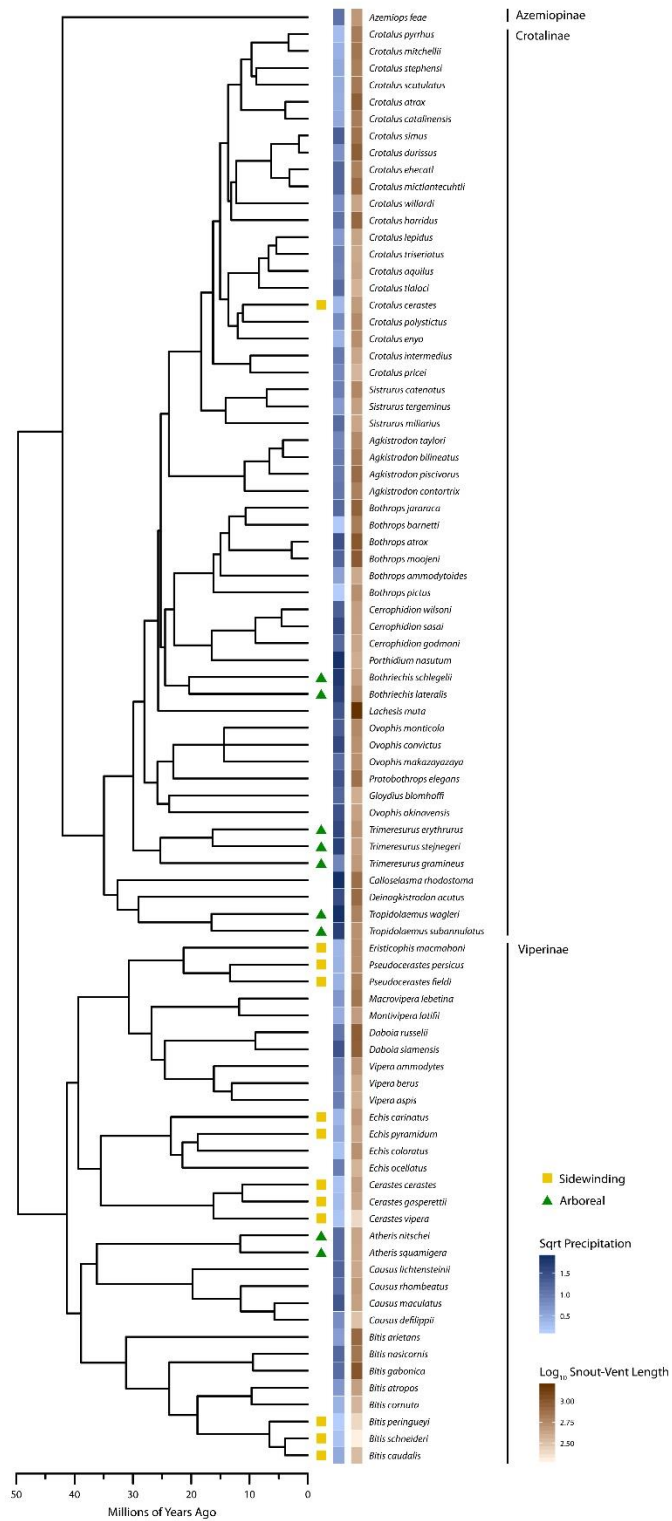 Azemiops feae
Azemiopinae
Crotalus pyrrhus
Crotalinae
Crotalus mitchellii
Crotalus stephensi
Crotalus scutulatus
Crotalus atrox
Crotalus catalinensis
Crotalus simus
Crotalus durissus
Crotalus ehecatl
Crotalus mictlantecuhtli
Crotalus willardi
Crotalus horridus
Crotalus lepidus
Crotalus triseriatus
Crotalus aquilus
Crotalus tlaloci
Crotalus cerastes
Crotalus polystictus
Crotalus enyo
Crotalus intermedius
Crotalus pricei
Sistrurus catenatus
Sistrurus tergeminus
Sistrurus miliarius
Agkistrodon taylori
Agkistrodon bilineatus
Agkistrodon piscivorus
Agkistrodon contortrix
Bothrops jararaca
Bothrops barnetti
Bothrops atrox
Bothrops moojeni
Bothrops ammodytoides
Bothrops pictus
Cerrophidion wilsoni
Cerrophidion sasai
Cerrophidion godmani
Porthidium nasutum
Bothriechis schlegelii
Bothriechis lateralis
Lachesis muta
Ovophis monticola
Ovophis convictus
Ovophis makazayazaya
Protobothrops elegans
Gloydius blomhoffi
Ovophis okinavensis
Trimeresurus erythrurus
Trimeresurus stejnegeri
Trimeresurus gramineus
Calloselasma rhodostoma
Deinagkistrodon acutus
Tropidolaemus wagleri
Tropidolaemus subannulatus
Eristicophis macmahoni
Viperinae
Pseudocerastes persicus
Pseudocerastes fieldi
Macrovipera lebetina
Montivipera latifii
Daboia russelii
Daboia siamensis
Vipera ammodytes
Vipera berus
Vipera aspis
Echis carinatus
Echis pyramidum
Echis coloratus
Echis ocellatus
Cerastes cerastes
Cerastes gasperettii
Cerastes vipera
Atheris nitschei
Atheris squamigera
Causus lichtensteinii
Causus rhombeatus
Causus maculatus
Causus defilippii
Bitis arietans
Bitis nasicornis
Bitis gabonica
Bitis atropos
Bitis cornuta
Bitis peringueyi
Bitis schneideri
Bitis caudalis
Sidewinding
Arboreal
Sqrt Precipitation
1.5
1.0
0.5
Log10 Snout-Vent Length
3.00
2.75
2.50
50 40 30 20 10 0
Millions of Years Ago